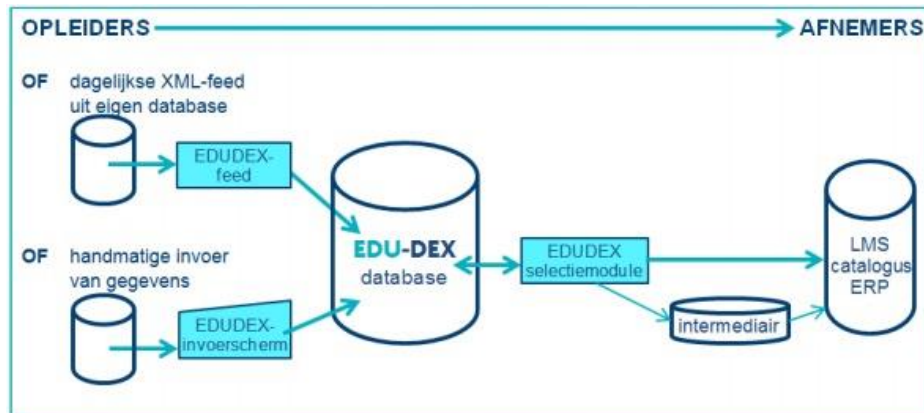 OPLEIDERS
AFNEMERS
OF dagelijkse XML-feed
uit eigen database
EDUDEX-
feed
EDU-DEX
database
OF handmatige invoer
van gegevens
EDUDEX-
invoerscherm
EDUDEX
selectiemodule
intermediair
LMS
catalogus
ERP